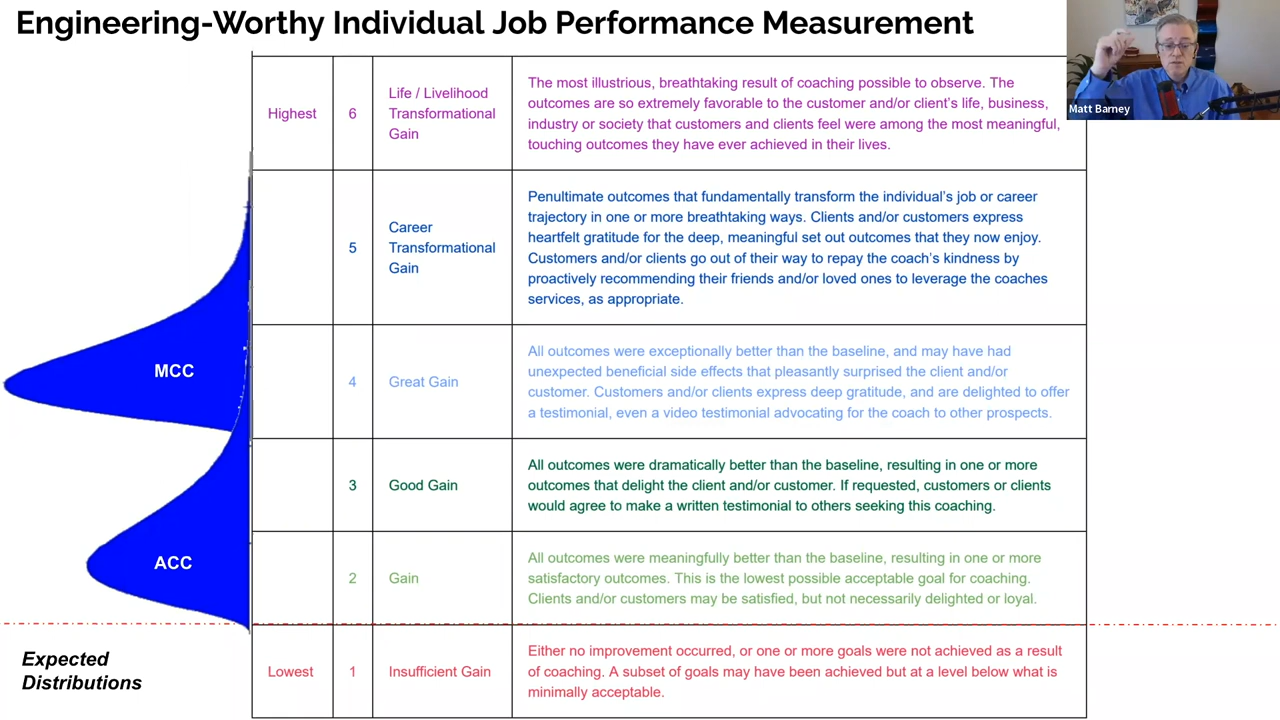 Engineering-Worthy Individual Job Performance Measurement
Matt Barney
Highest
6
Life / Livelihood
Transformational
Gain
The most illustrious, breathtaking result of coaching possible to observe. The
outcomes are so extremely favorable to the customer and/or client's life, business,
industry or society that customers and clients feel were among the most meaningful,
touching outcomes they have ever achieved in their lives.
5
Career
Transformational
Gain
Penultimate outcomes that fundamentally transform the individual's job or career
trajectory in one or more breathtaking ways. Clients and/or customers express
heartfelt gratitude for the deep, meaningful set out outcomes that they now enjoy.
Customers and/or clients go out of their way to repay the coach's kindness by
proactively recommending their friends and/or loved ones to leverage the coaches
services, as appropriate.
MCC
4
Great Gain
All outcomes were exceptionally better than the baseline, and may have had
unexpected beneficial side effects that pleasantly surprised the client and/or
customer. Customers and/or clients express deep gratitude, and are delighted to offer
a testimonial, even a video testimonial advocating for the coach to other prospects.
3
Good Gain
All outcomes were dramatically better than the baseline, resulting in one or more
outcomes that delight the client and/or customer. If requested, customers or clients
would agree to make a written testimonial to others seeking this coaching.
ACC
2
Gain
All outcomes were meaningfully better than the baseline, resulting in one or more
satisfactory outcomes. This is the lowest possible acceptable goal for coaching.
Clients and/or customers may be satisfied, but not necessarily delighted or loyal.
Expected
Distributions
Lowest
1
Insufficient Gain
Either no improvement occurred, or one or more goals were not achieved as a result
of coaching. A subset of goals may have been achieved but at a level below what is
minimally acceptable.